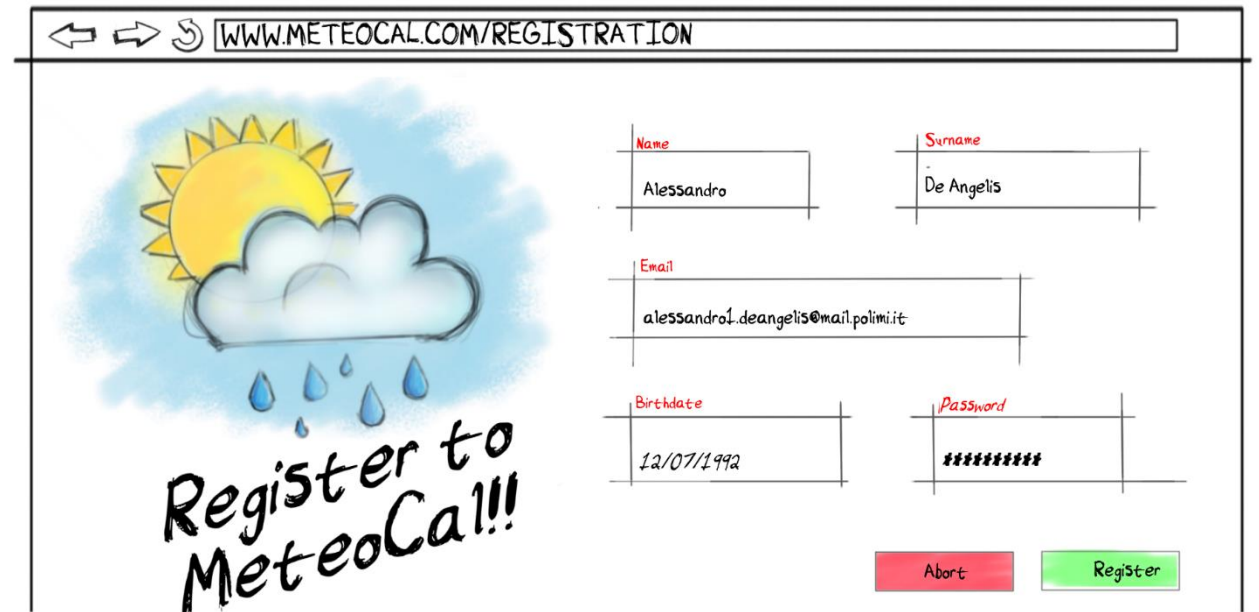 WWW.METEOCAL.COM/REGISTRATION
Name
Surname
Alessandro
De Angelis
Email
alessandro1.deangelis@mail.polimi.it
Birthdate
Password
12/07/1992
**********
Register to
MeteoCal!!
Abort
Register